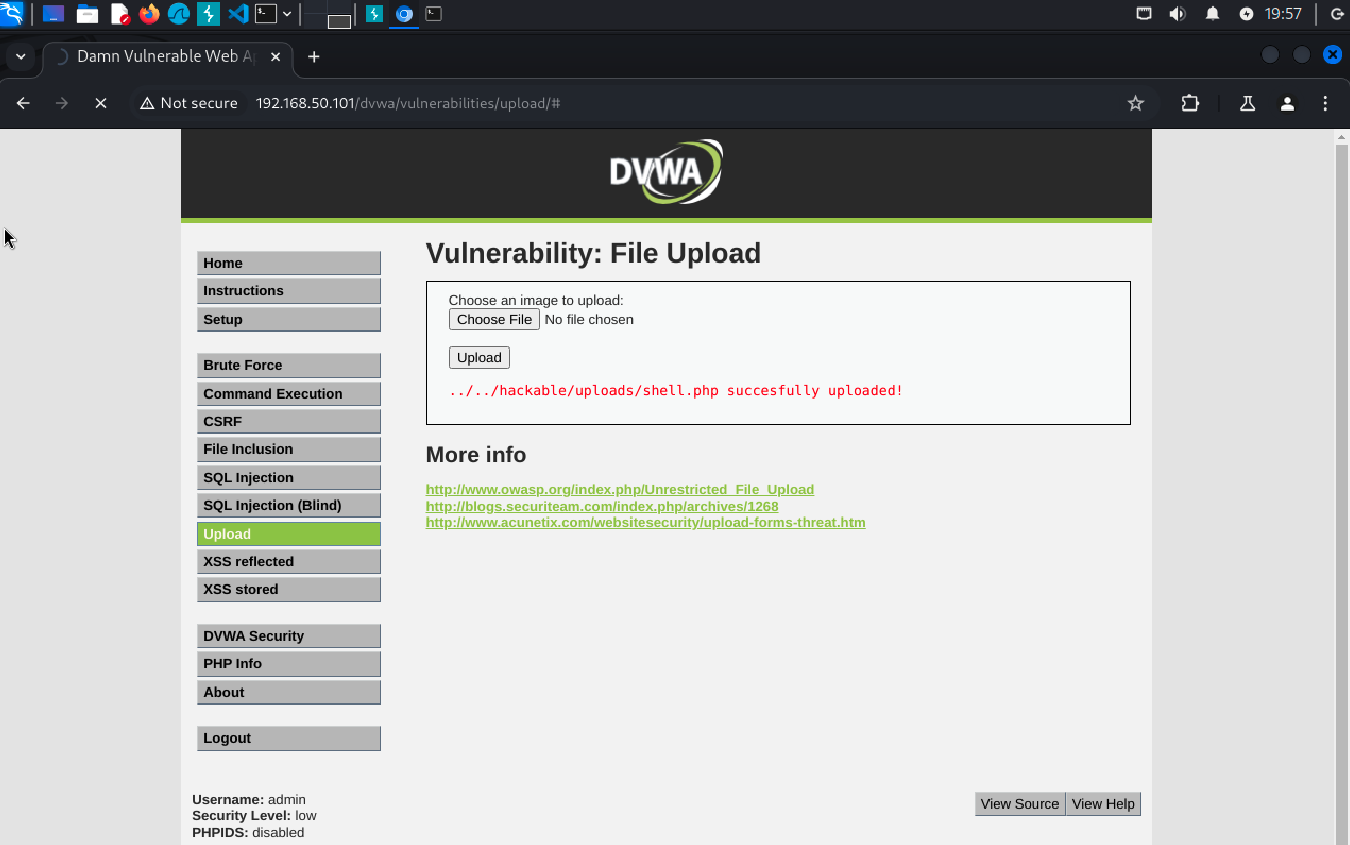 19:57
Damn Vulnerable Web A
Not secure 192.168.50.101/dvwa/vulnerabilities/upload/#
DVWA
Home
Instructions
Setup
Brute Force
Command Execution
CSRF
File Inclusion
SQL Injection
SQL Injection (Blind)
Upload
XSS reflected
XSS stored
DVWA Security
PHP Info
About
Logout
Vulnerability: File Upload
Choose an image to upload:
Choose File No file chosen
Upload
../../hackable/uploads/shell.php succesfully uploaded!
More info
http://www.owasp.org/index.php/Unrestricted_File_Upload
http://blogs.securiteam.com/index.php/archives/1268
http://www.acunetix.com/websitesecurity/upload-forms-threat.htm
Username: admin
Security Level: low
PHPIDS: disabled
View Source View Help